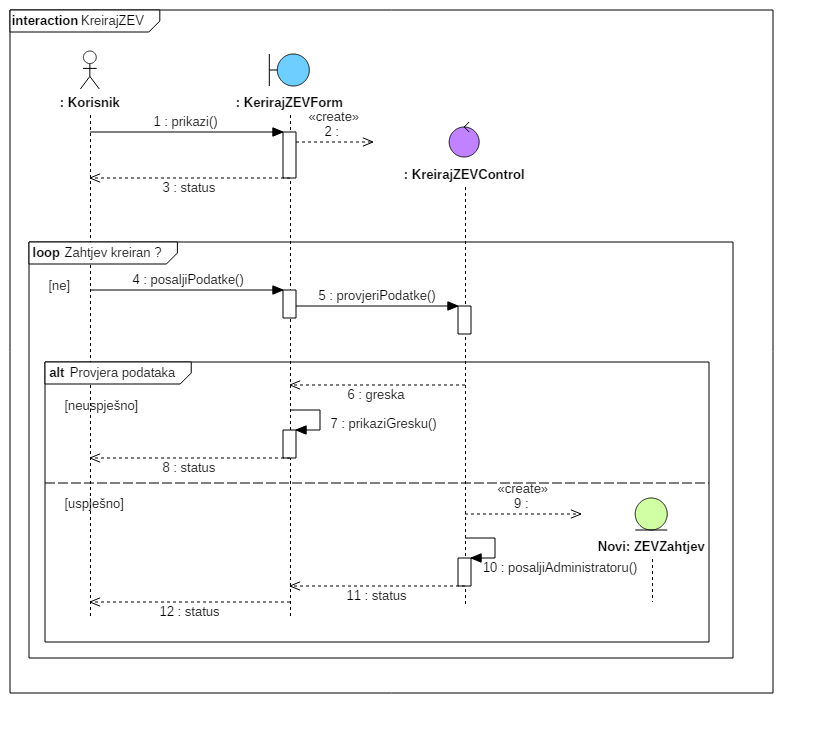 interaction KreirajZEV
: Korisnik
: KerirajZEVForm
«create»
1 : prikazi()
2 :
: KreirajZEVControl
3 : status
loop Zahtjev kreiran ?
[ne]
4 : posaljiPodatke()
5 : provjeriPodatke()
alt Provjera podataka
6 : greska
[neuspješno]
7 : prikaziGresku()
8 : status
«create»
[uspješno]
9 :
Novi: ZEVZahtjev
10 : posaljiAdministratoru()
11 : status
12 : status